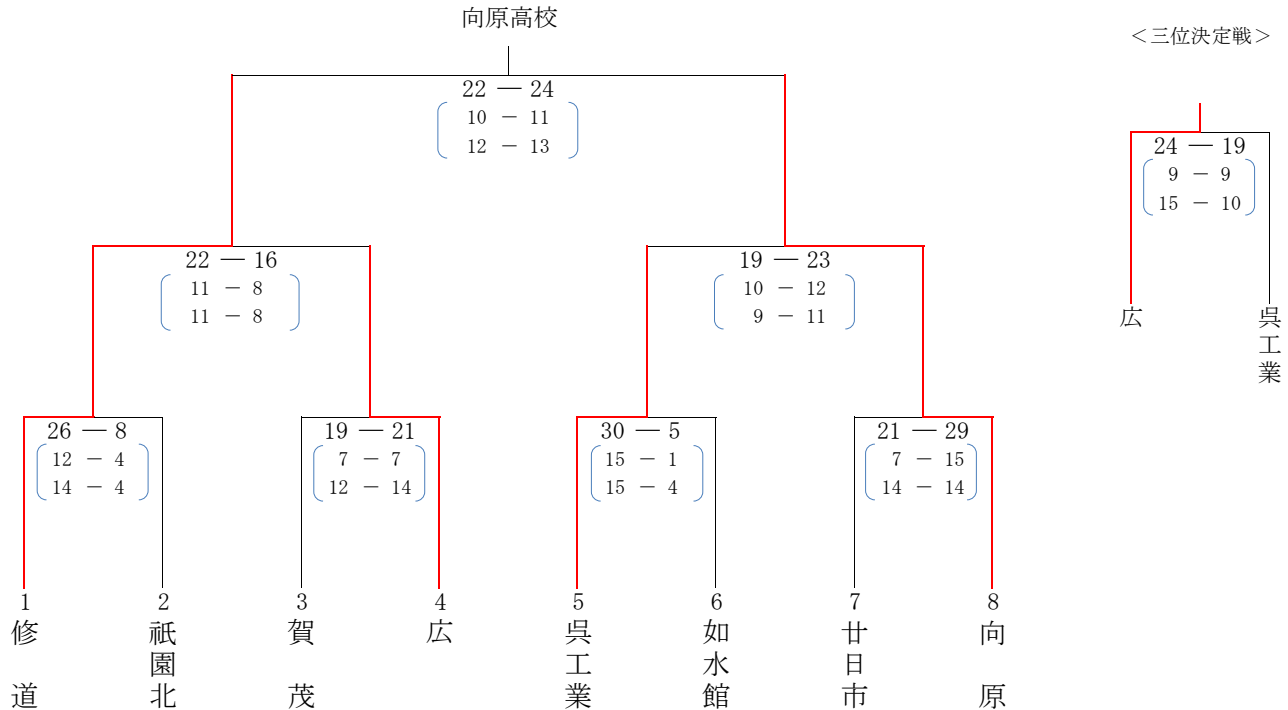 向原高校
＜三位決定戦＞
22 ― 24
10 － 11
12 － 13
24 ― 19
9 － 9
15 － 10
広
呉工業
22 ― 16
11 － 8
11 － 8
19 ― 23
10 － 12
9 － 11
26 ― 8
12 － 4
14 － 4
19 ― 21
7 － 7
12 － 14
30 ― 5
15 － 1
15 － 4
21 ― 29
7 － 15
14 － 14
1
修道
2
祇園北
3
賀茂
4
広
5
呉工業
6
如水館
7
廿日市
8
向原